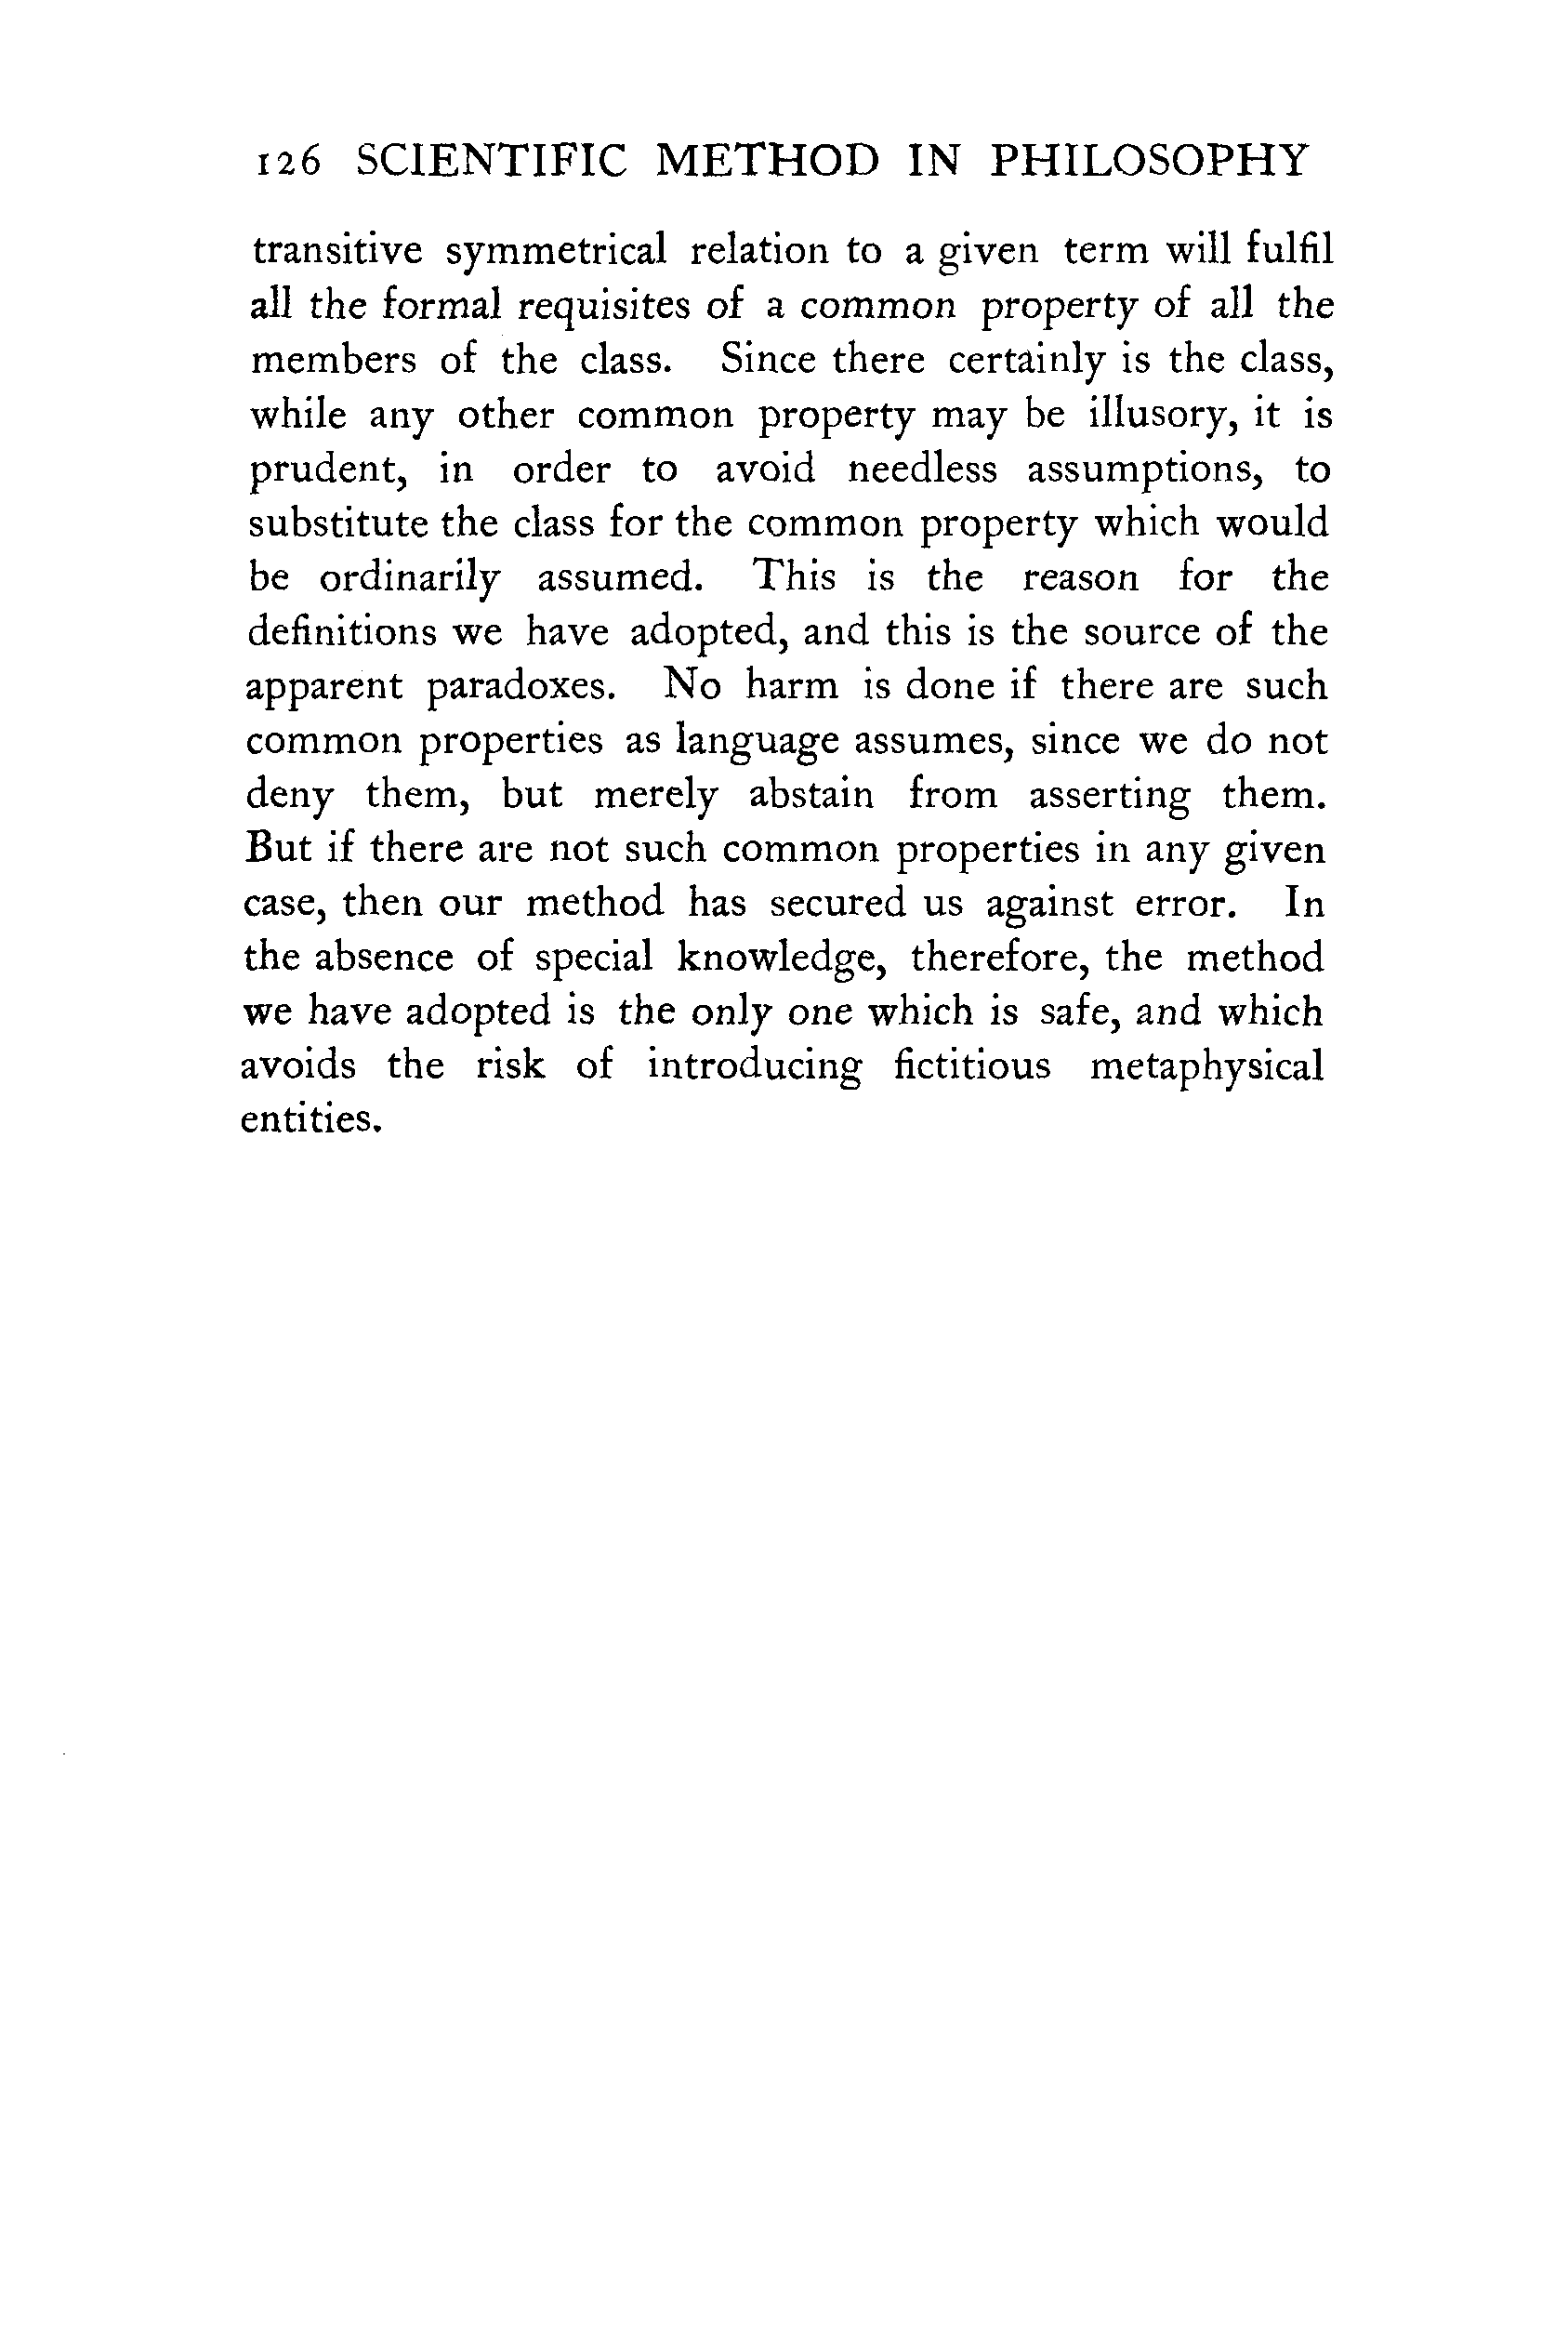 126 SCIENTIFIC METHOD IN PHILOSOPHY
transitive symmetrical relation to a given term will fulfil
all the formal requisites of a common property of all the
members of the class. Since there certainly is the class,
while any other common property may be illusory, it is
prudent, in order to avoid needless assumptions, to
substitute the class for the common property which would
be ordinarily assumed. This is the reason for the
definitions we have adopted, and this is the source of the
apparent paradoxes. No harm is done if there are such
common properties as language assumes, since we do not
deny them, but merely abstain from asserting them.
But if there are not such common properties in any given
case, then our method has secured us against error. In
the absence of special knowledge, therefore, the method
we have adopted is the only one which is safe, and which
avoids the risk of introducing fictitious metaphysical
entities.